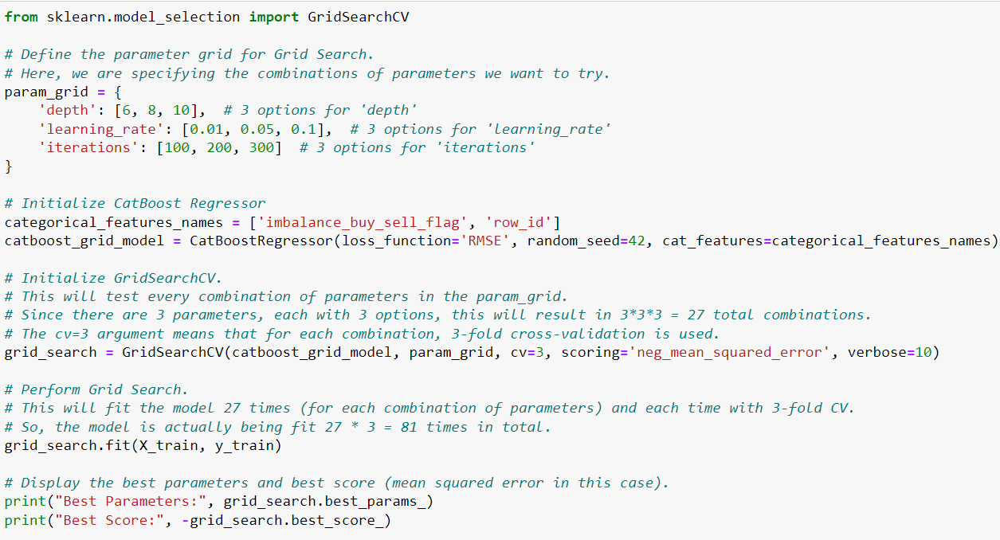 from sklearn.model_selection import GridSearchCV
# Define the parameter grid for Grid Search.
# Here, we are specifying the combinations of parameters we want to try.
param_grid = {
    'depth': [6, 8, 10],  # 3 options for 'depth'
    'learning_rate': [0.01, 0.05, 0.1],  # 3 options for 'learning_rate'
    'iterations': [100, 200, 300]  # 3 options for 'iterations'
}
# Initialize CatBoost Regressor
categorical_features_names = ['imbalance_buy_sell_flag', 'row_id']
catboost_grid_model = CatBoostRegressor(loss_function='RMSE', random_seed=42, cat_features=categorical_features_names)
# Initialize GridSearchCV.
# This will test every combination of parameters in the param_grid.
# Since there are 3 parameters, each with 3 options, this will result in 3*3*3 = 27 total combinations.
# The cv=3 argument means that for each combination, 3-fold cross-validation is used.
grid_search = GridSearchCV(catboost_grid_model, param_grid, cv=3, scoring='neg_mean_squared_error', verbose=10)
# Perform Grid Search.
# This will fit the model 27 times (for each combination of parameters) and each time with 3-fold CV.
# So, the model is actually being fit 27 * 3 = 81 times in total.
grid_search.fit(X_train, y_train)
# Display the best parameters and best score (mean squared error in this case).
print("Best Parameters:", grid_search.best_params_)
print("Best Score:", -grid_search.best_score_)